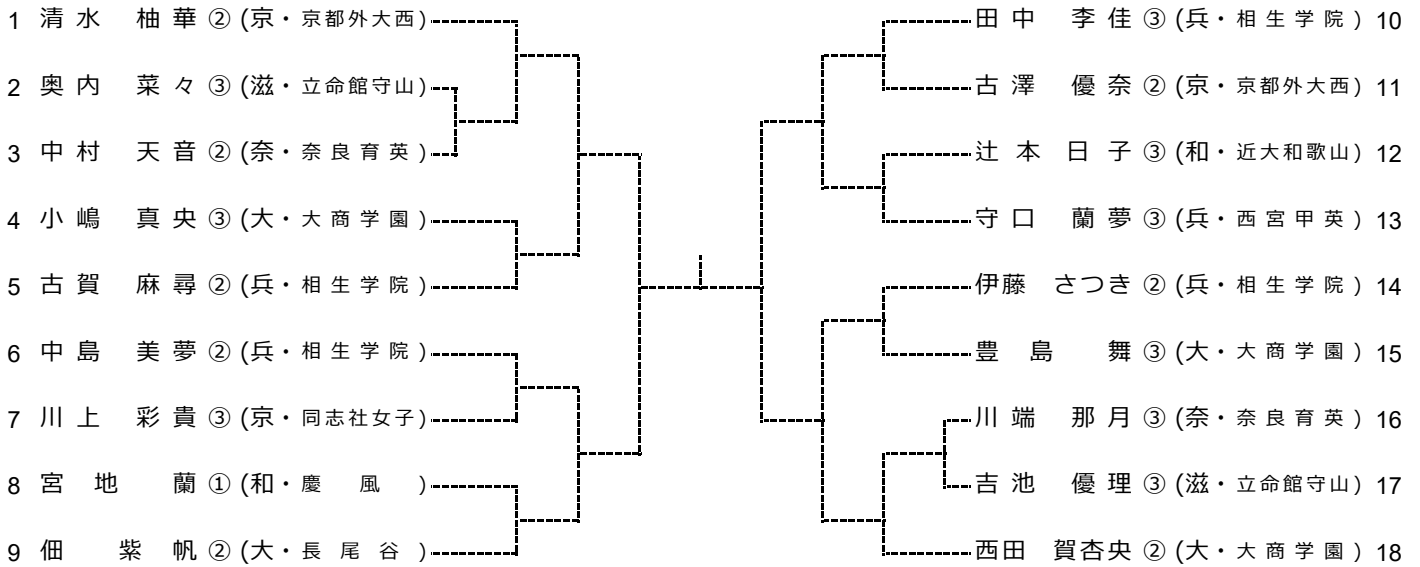 1 清水 柚華 ② (京・京都外大西)
2 奥内 菜々 ③ (滋・立命館守山)
3 中村 天音 ② (奈・奈良育英)
4 小嶋 真央 ③ (大・大商学園)
5 古賀 麻尋 ② (兵・相生学院)
6 中島 美夢 ② (兵・相生学院)
7 川上 彩貴 ③ (京・同志社女子)
8 宮地 蘭 ① (和・慶風)
9 佃 紫帆 ② (大・長尾谷)
田中 李佳 ③ (兵・相生学院) 10
古澤 優奈 ② (京・京都外大西) 11
辻本 日子 ③ (和・近大和歌山) 12
守口 蘭夢 ③ (兵・西宮甲英) 13
伊藤 さつき ② (兵・相生学院) 14
豊島 舞 ③ (大・大商学園) 15
川端 那月 ③ (奈・奈良育英) 16
吉池 優理 ③ (滋・立命館守山) 17
西田 賀杏央 ② (大・大商学園) 18